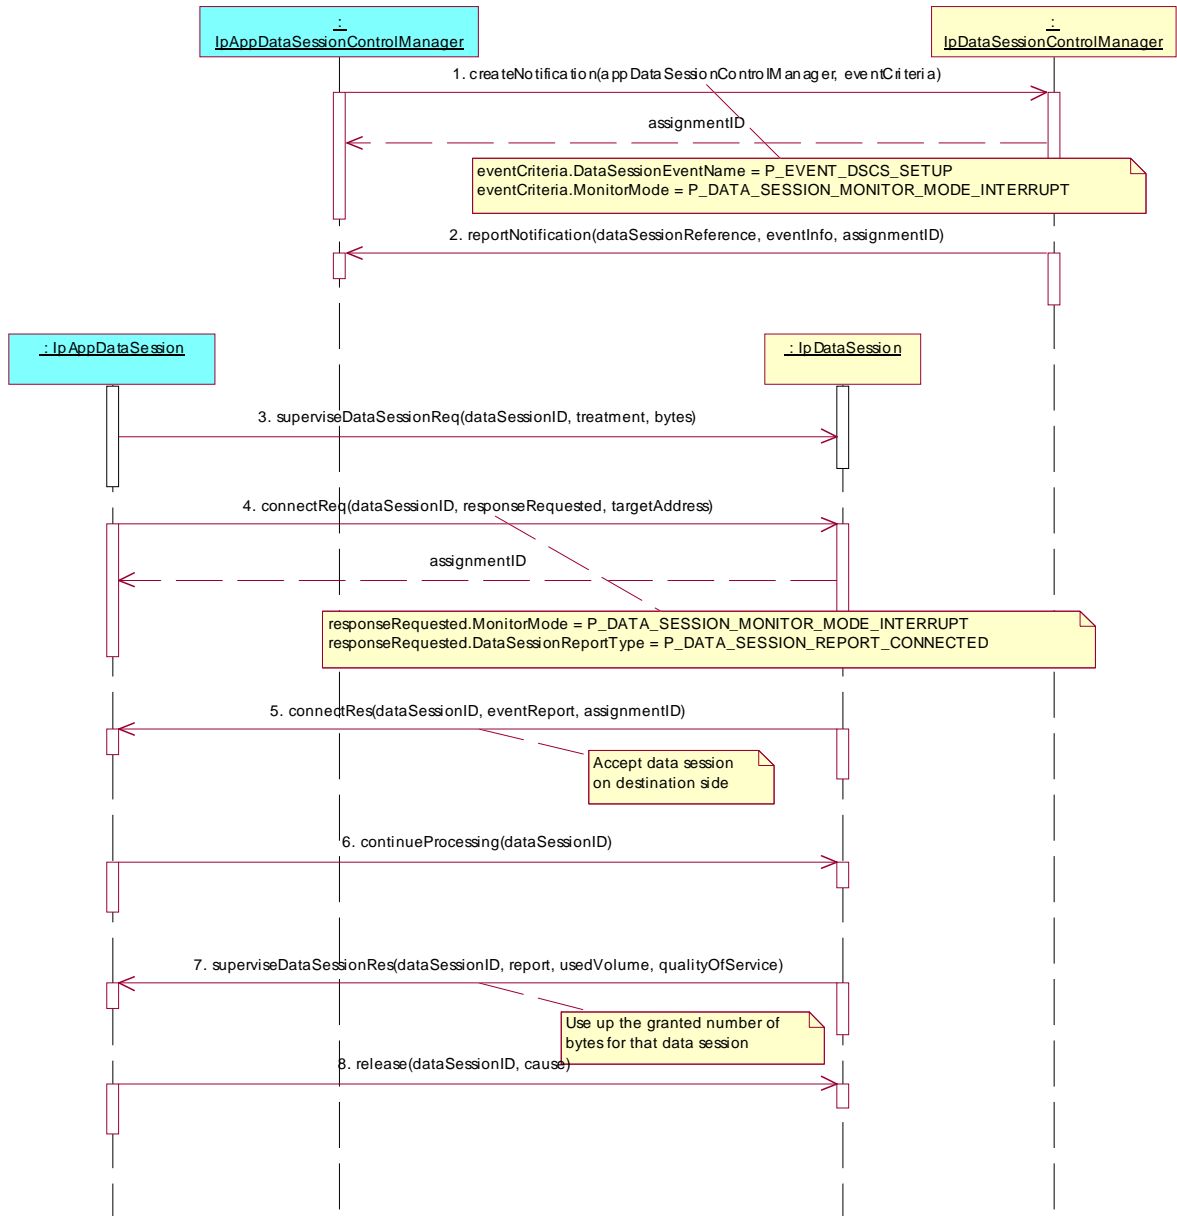 :
IpAppDataSessionControlManager
:
IpDataSessionControlManager
1. createNotification(appDataSessionControlManager, eventCriteria)
assignmentID
eventCriteria.DataSessionEventName = P_EVENT_DSCS_SETUP
eventCriteria.MonitorMode = P_DATA_SESSION_MONITOR_MODE_INTERRUPT
2. reportNotification(dataSessionReference, eventInfo, assignmentID)
: IpAppDataSession
: IpDataSession
3. superviseDataSessionReq(dataSessionID, treatment, bytes)
4. connectReq(dataSessionID, responseRequested, targetAddress)
assignmentID
responseRequested.MonitorMode = P_DATA_SESSION_MONITOR_MODE_INTERRUPT
responseRequested.DataSessionReportType = P_DATA_SESSION_REPORT_CONNECTED
5. connectRes(dataSessionID, eventReport, assignmentID)
Accept data session
on destination side
6. continueProcessing(dataSessionID)
7. superviseDataSessionRes(dataSessionID, report, usedVolume, qualityOfService)
Use up the granted number of
bytes for that data session
8. release(dataSessionID, cause)